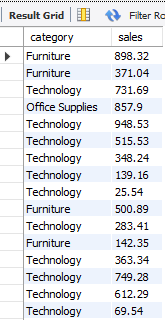 Result Grid Filter Ro
category sales
Furniture 898.32
Furniture 371.04
Technology 731.69
Office Supplies 857.9
Technology 948.53
Technology 515.53
Technology 348.24
Technology 139.16
Technology 25.54
Furniture 500.89
Technology 283.41
Furniture 142.35
Technology 363.34
Technology 749.28
Technology 612.29
Technology 69.54